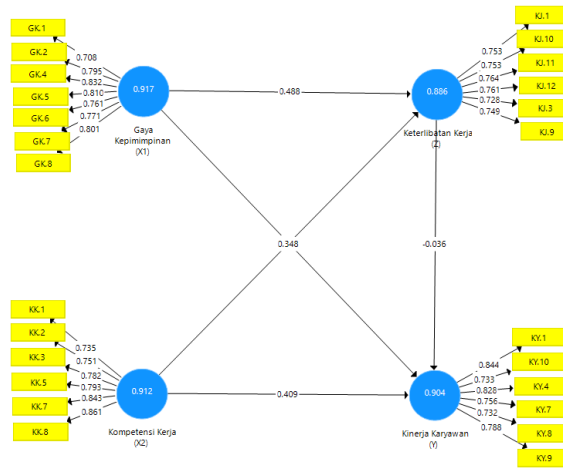 GK.1
GK.2
GK.4
GK.5
GK.6
GK.7
GK.8
0.708
0.795
0.832
0.810
0.761
0.771
0.801
0.917
Gaya
Kepimimpinan
(X1)
0.488
KJ.1
KJ.10
KJ.11
KJ.12
KJ.3
KJ.9
0.753
0.753
0.764
0.761
0.728
0.749
0.886
Keterlibatan Kerja
(Z)
0.348
-0.036
KK.1
KK.2
KK.3
KK.5
KK.7
KK.8
0.735
0.751
0.782
0.793
0.843
0.861
0.912
Kompetensi Kerja
(X2)
0.409
KY.1
KY.10
KY.4
KY.7
KY.8
KY.9
0.844
0.733
0.828
0.756
0.732
0.788
0.904
Kinerja Karyawan
(Y)